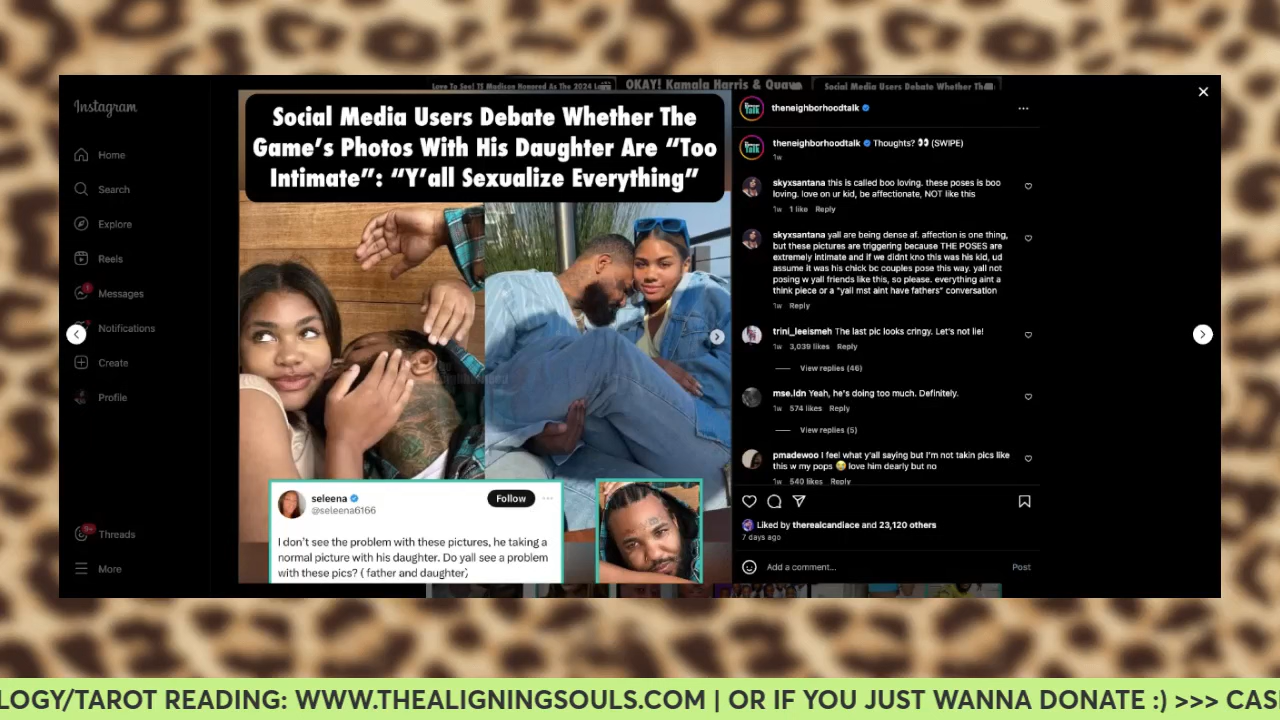 Love To See! TS Madison Honored As The 2024
OKAY! Kamala Harris &
Social Media Users Debate Whether
Instagram
Home
Search
Explore
Reels
1
Messages
Notifications
Create
Profile
9+
Threads
More
Social Media Users Debate Whether The
Game's Photos With His Daughter Are "Too
Intimate": "Y'all Sexualize Everything"
seleena
@seleena6166
Follow
I don't see the problem with these pictures, he taking a
normal picture with his daughter. Do yall see a problem
with these pics? ( father and daughter)
theneighborhoodtalk
theneighborhoodtalk Thoughts? 👀 (SWIPE)
1w
skyxsantana this is called boo loving. these poses is boo
loving. love on ur kid, be affectionate, NOT like this
1w 1 like Reply
skyxsantana yall are being dense af. affection is one thing,
but these pictures are triggering because THE POSES are
extremely intimate and if we didnt kno this was his kid, ud
assume it was his chick bc couples pose this way. yall not
posing w yall friends like this, so please. everything aint a
think piece or a "yall mst aint have fathers" conversation
1w Reply
trini_leeismeh The last pic looks cringy. Let's not lie!
1w 3,039 likes Reply
View replies (46)
mse.ldn Yeah, he's doing too much. Definitely.
1w 574 likes Reply
View replies (5)
pmadewoo I feel what y'all saying but I'm not takin pics like
this w my pops 😭 love him dearly but no
1w 540 likes Reply
Liked by therealcandiace and 23,120 others
7 days ago
Add a comment...
Post
LOGY/TAROT READING: WWW.THEALIGNINGSOULS.COM | OR IF YOU JUST WANNA DONATE :) >>> CAS